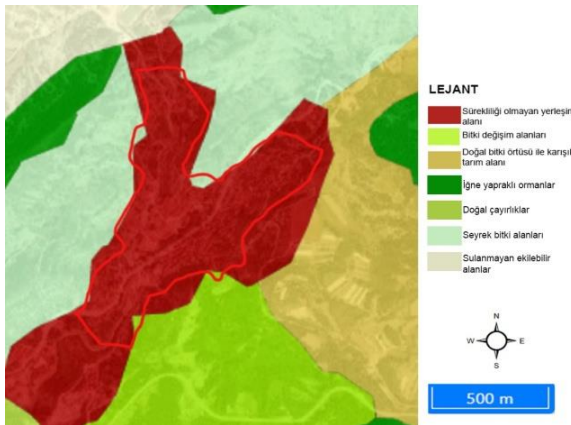 LEJANT
Sürekliliği olmayan yerleşim
alanı
Bitki değişim alanları
Doğal bitki örtüsü ile karışık
tarım alanı
İğne yapraklı ormanlar
Doğal çayırlıklar
Seyrek bitki alanları
Sulanmayan ekilebilir
alanlar
N
W E
S
500 m